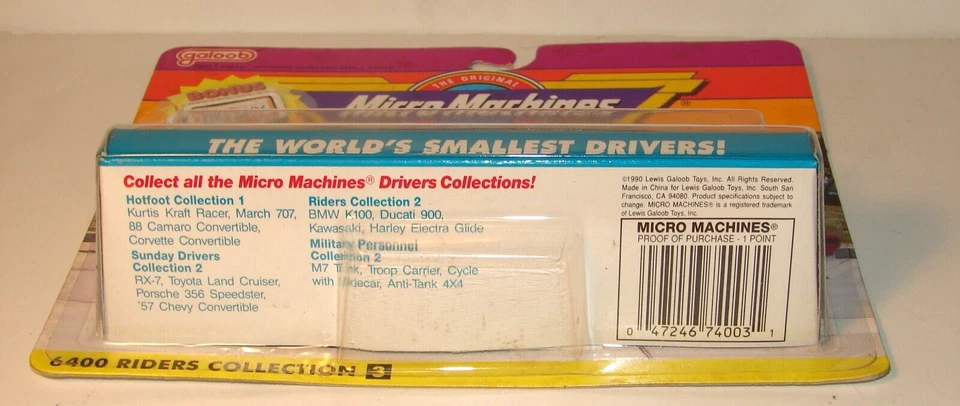 galoob
BONUS
THE ORIGINAL
Micro Machines ®
THE WORLD'S SMALLEST DRIVERS!
Collect all the Micro Machines® Drivers Collections!
Hotfoot Collection 1
Kurtis Kraft Racer, March 707,
88 Camaro Convertible,
Corvette Convertible
Sunday Drivers
Collection 2
RX-7, Toyota Land Cruiser,
Porsche 356 Speedster,
'57 Chevy Convertible
Riders Collection 2
BMW K100, Ducati 900,
Kawasaki, Harley Electra Glide
Military Personnel
Collection 2
M7 Tank, Troop Carrier, Cycle
with Sidecar, Anti-Tank 4X4
©1990 Lewis Galoob Toys, Inc. All Rights Reserved.
Made in China for Lewis Galoob Toys, Inc. South San
Francisco, CA 94080. Product specifications subject to
change. MICRO MACHINES® is a registered trademark
of Lewis Galoob Toys, Inc.
MICRO MACHINES®
PROOF OF PURCHASE - 1 POINT
0 47246 74003 1
6400 RIDERS COLLECTION 3